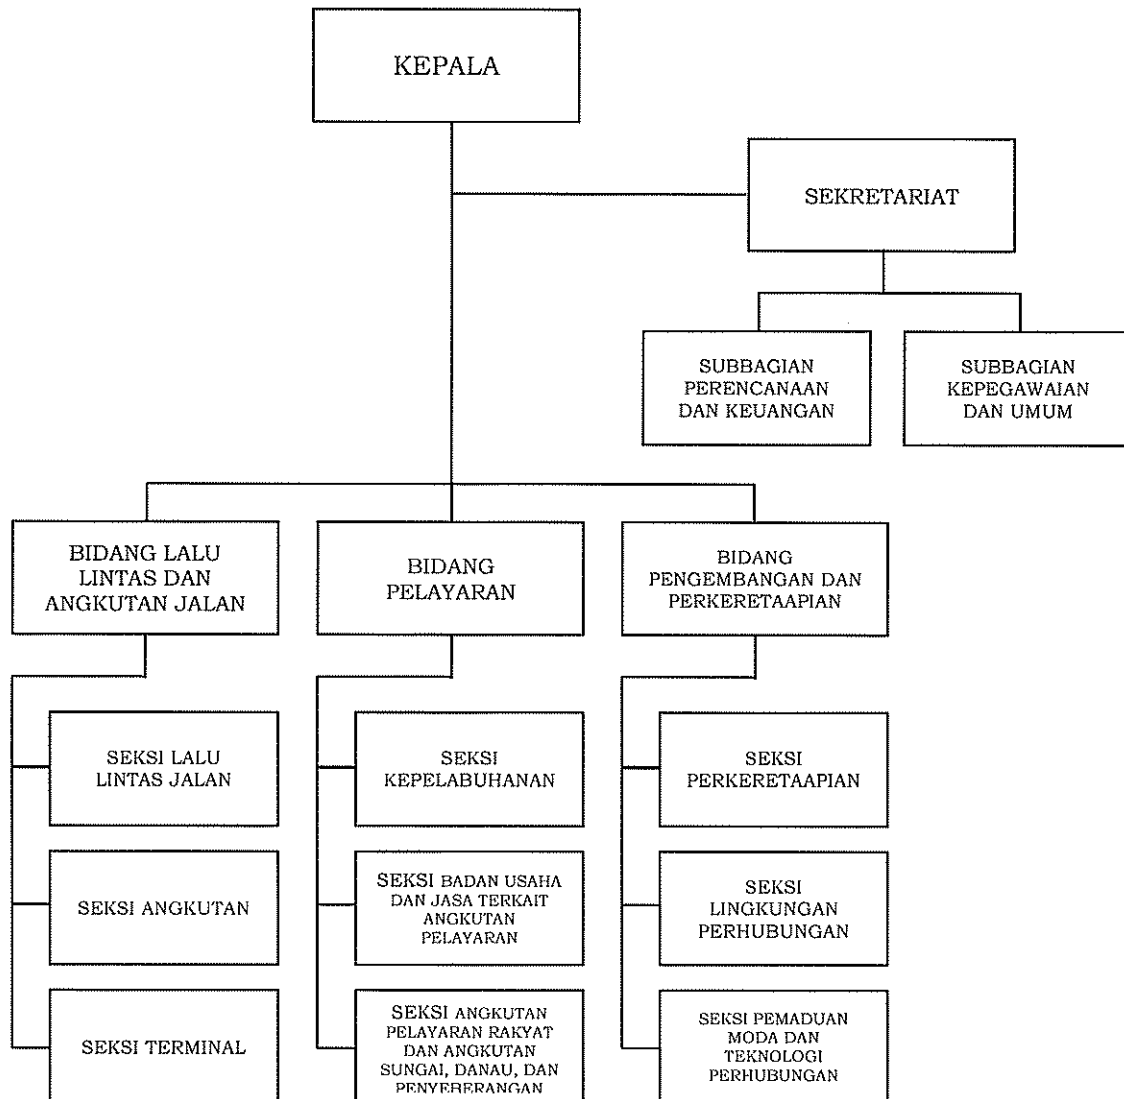 KEPALA
SEKRETARIAT
SUBBAGIAN
PERENCANAAN
DAN KEUANGAN
SUBBAGIAN
KEPEGAWAIAN
DAN UMUM
BIDANG LALU
LINTAS DAN
ANGKUTAN JALAN
BIDANG
PELAYARAN
BIDANG
PENGEMBANGAN DAN
PERKERETAAPIAN
SEKSI LALU
LINTAS JALAN
SEKSI
KEPELABUHANAN
SEKSI
PERKERETAAPIAN
SEKSI ANGKUTAN
SEKSI BADAN USAHA
DAN JASA TERKAIT
ANGKUTAN
PELAYARAN
SEKSI
LINGKUNGAN
PERHUBUNGAN
SEKSI TERMINAL
SEKSI ANGKUTAN
PELAYARAN RAKYAT
DAN ANGKUTAN
SUNGAI, DANAU, DAN
PENYEBERANGAN
SEKSI PEMADUAN
MODA DAN
TEKNOLOGI
PERHUBUNGAN